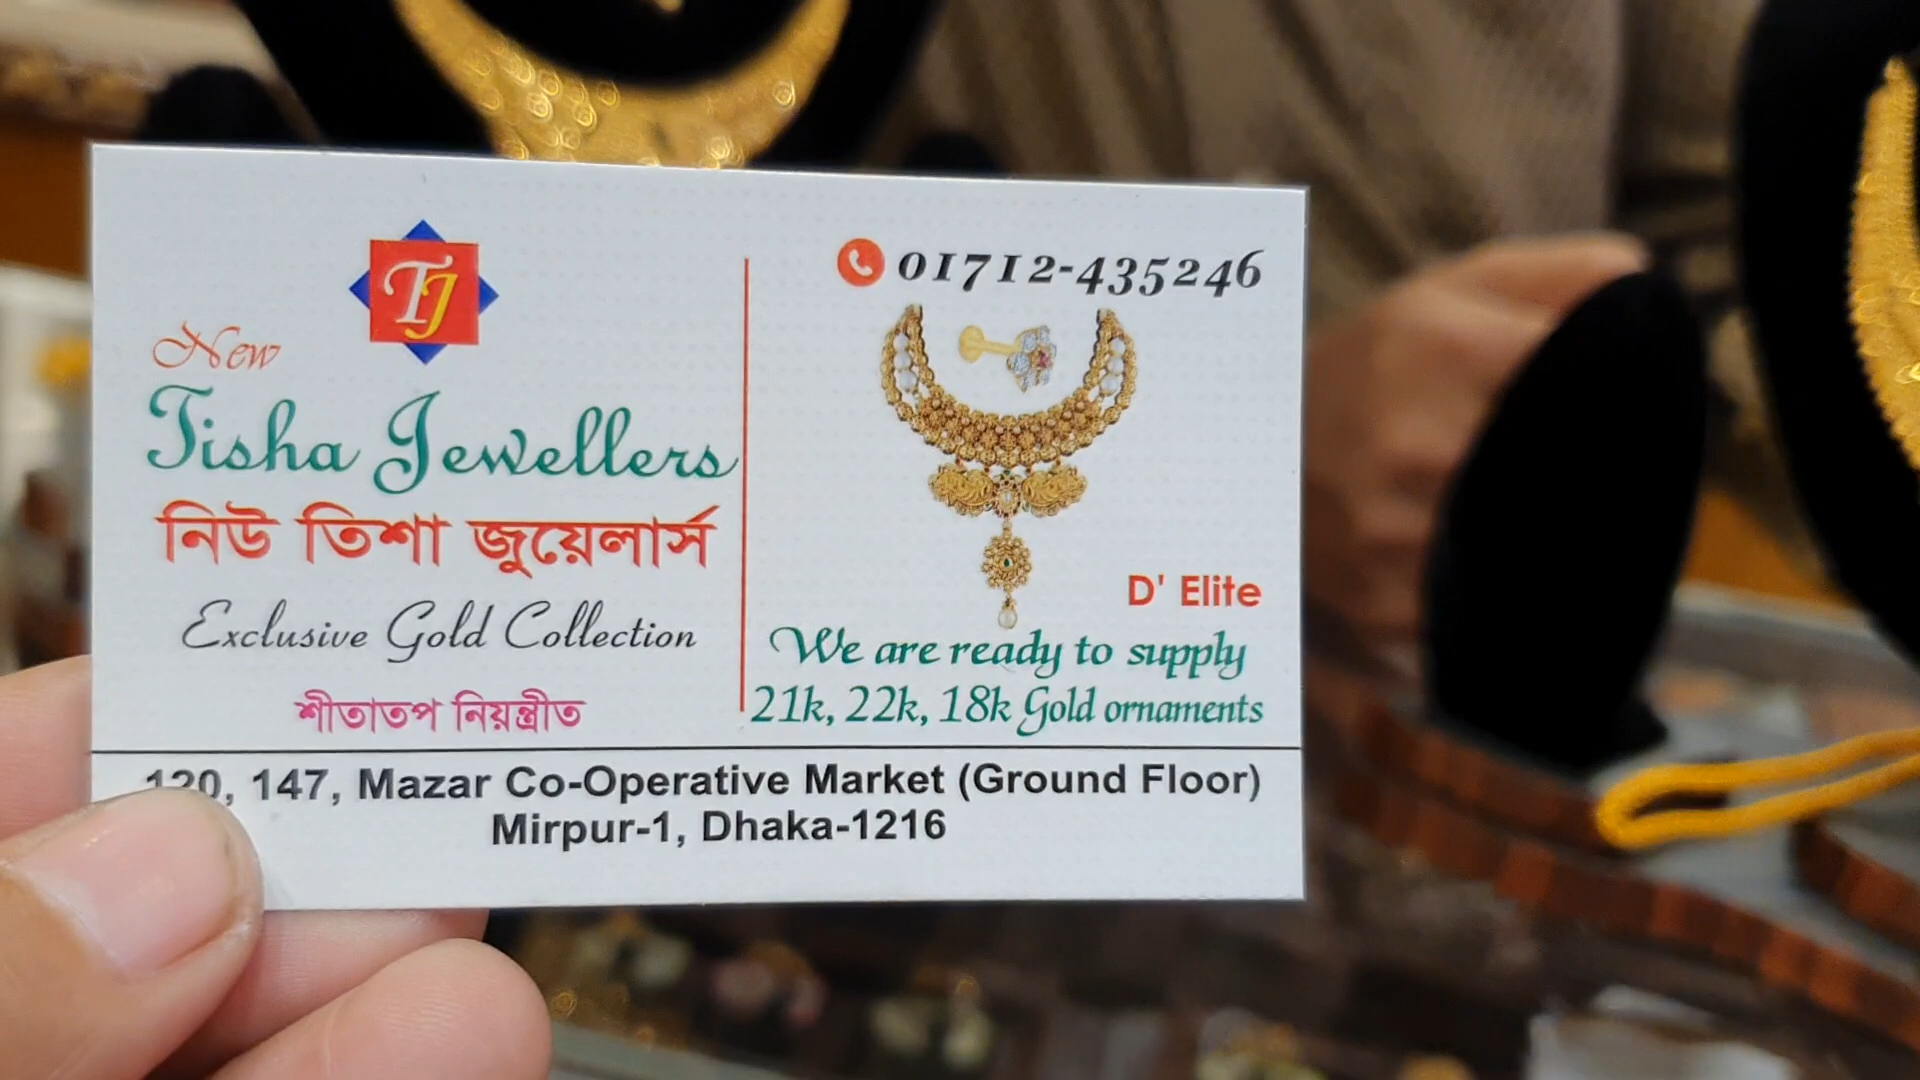 TJ
New
Tisha Jewellers
নিউ তিশা জুয়েলার্স
Exclusive Gold Collection
শীতাতপ নিয়ন্ত্রীত
01712-435246
D' Elite
We are ready to supply
21k, 22k, 18k Gold ornaments
120, 147, Mazar Co-Operative Market (Ground Floor)
Mirpur-1, Dhaka-1216